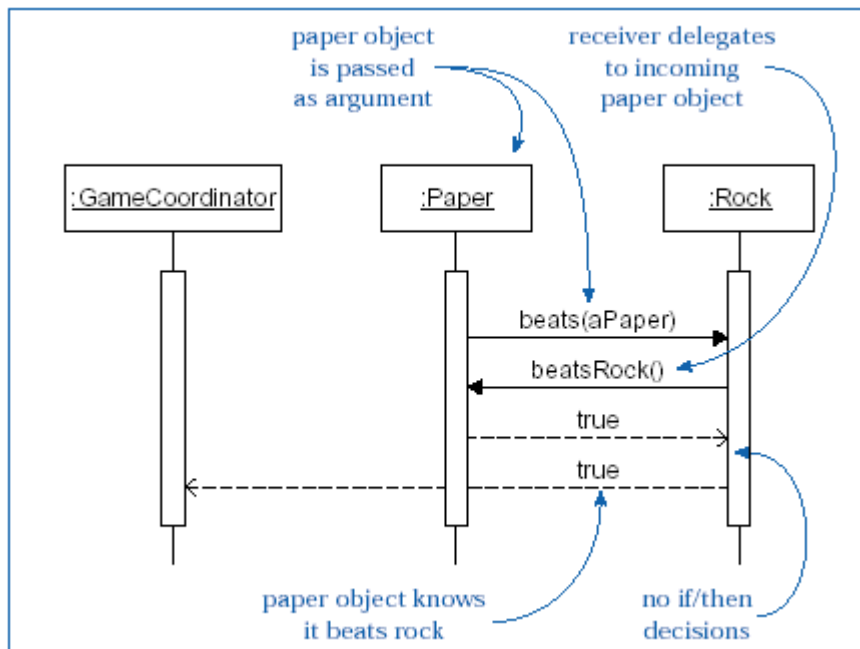 paper object
is passed
as argument
receiver delegates
to incoming
paper object
:GameCoordinator
:Paper
:Rock
beats(aPaper)
beatsRock()
true
true
paper object knows
it beats rock
no if/then
decisions